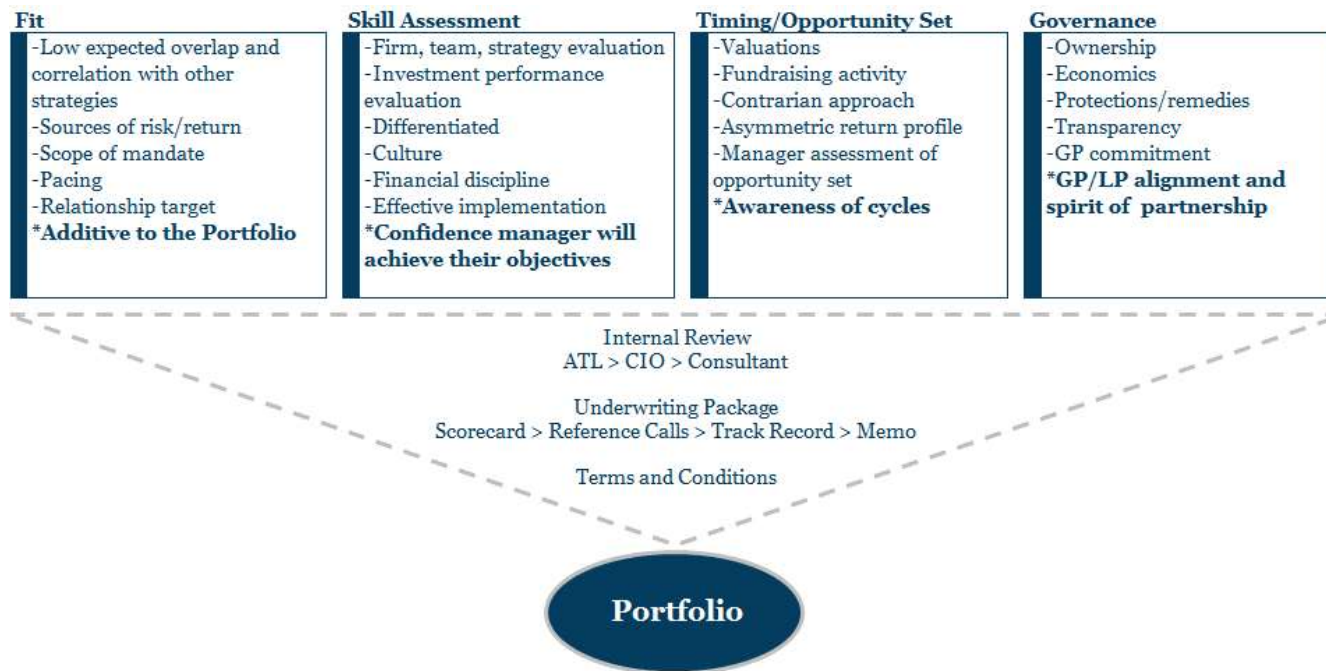 Fit
-Low expected overlap and
correlation with other
strategies
-Sources of risk/return
-Scope of mandate
-Pacing
-Relationship target
*Additive to the Portfolio
Skill Assessment
-Firm, team, strategy evaluation
-Investment performance
evaluation
-Differentiated
-Culture
-Financial discipline
-Effective implementation
*Confidence manager will
achieve their objectives
Timing/Opportunity Set
-Valuations
-Fundraising activity
-Contrarian approach
-Asymmetric return profile
-Manager assessment of
opportunity set
*Awareness of cycles
Governance
-Ownership
-Economics
-Protections/remedies
-Transparency
-GP commitment
*GP/LP alignment and
spirit of partnership
Internal Review
ATL > CIO > Consultant
Underwriting Package
Scorecard > Reference Calls > Track Record > Memo
Terms and Conditions
Portfolio